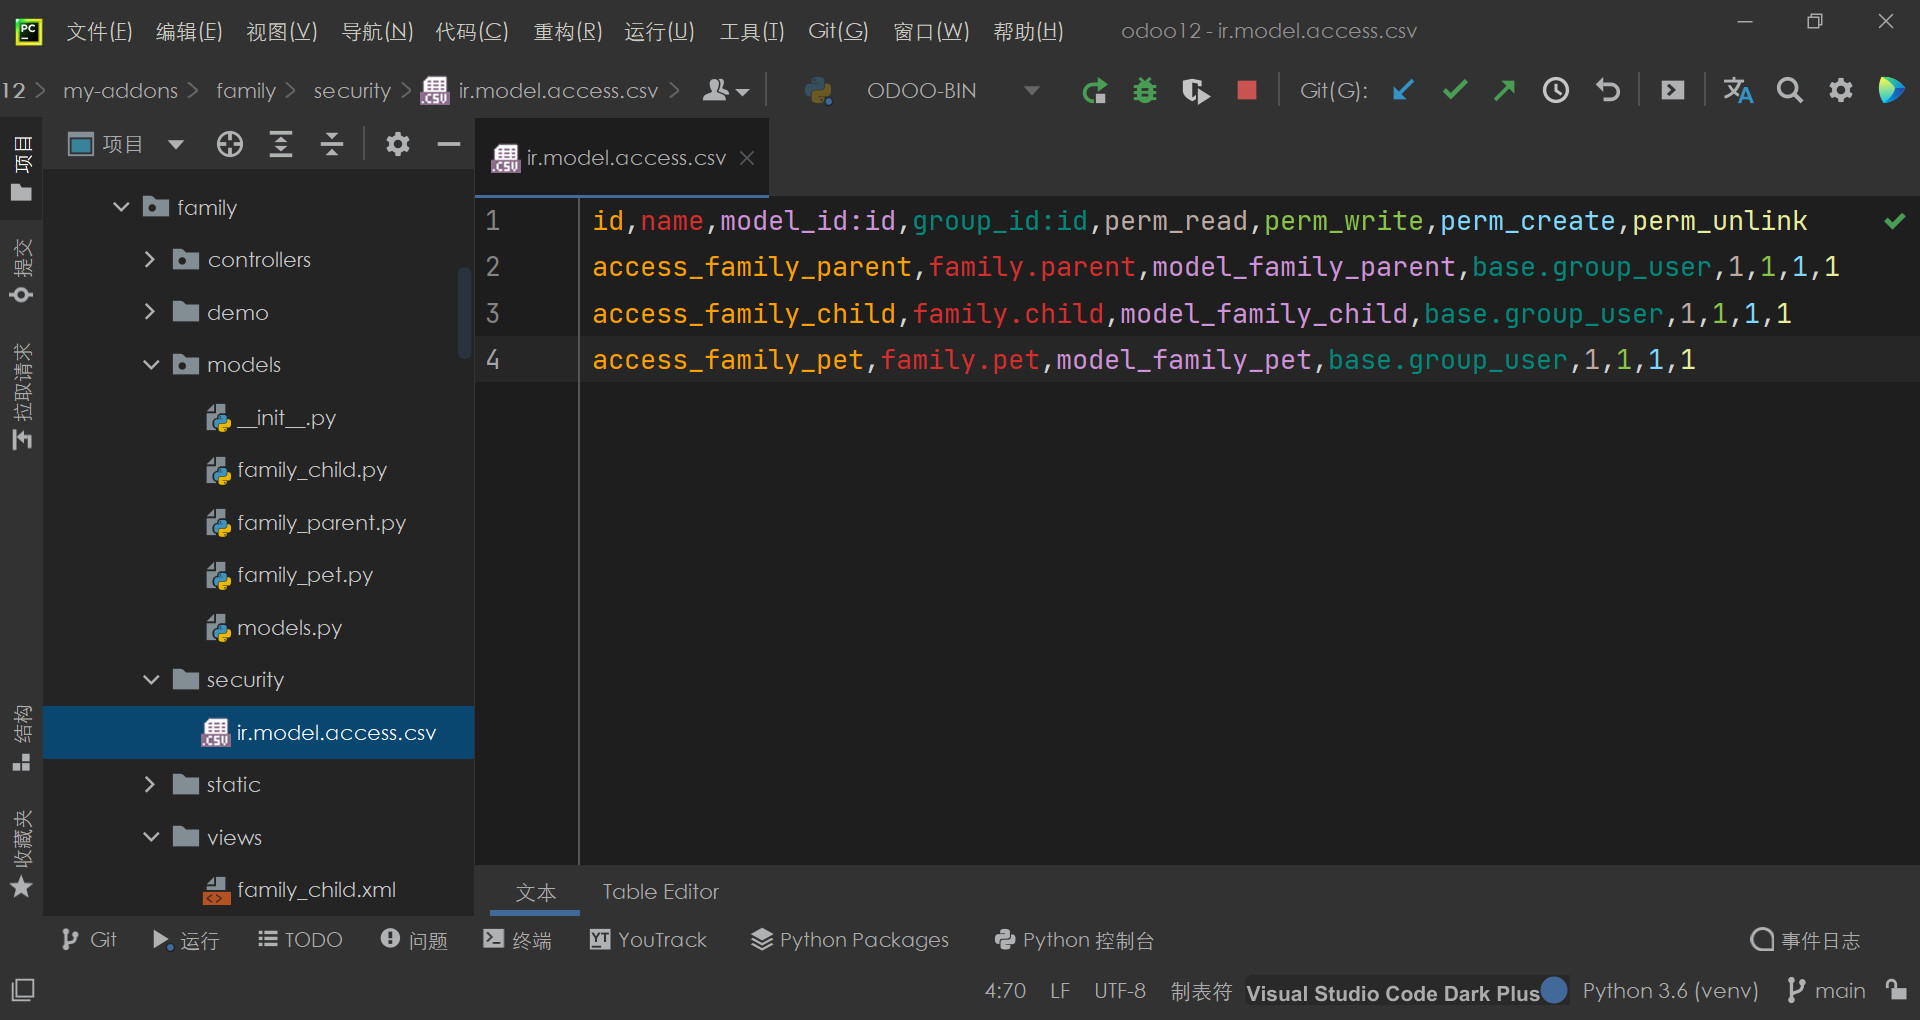 PC 文件(F) 编辑(E) 视图(V) 导航(N) 代码(C) 重构(R) 运行(U) 工具(T) Git(G) 窗口(W) 帮助(H) odoo12 - ir.model.access.csv
12 my-addons family security ir.model.access.csv ODOO-BIN Git(G):
项目
ir.model.access.csv
项目
提交
拉取请求
结构
收藏夹
family
controllers
demo
models
__init__.py
family_child.py
family_parent.py
family_pet.py
models.py
security
ir.model.access.csv
static
views
family_child.xml
1 id,name,model_id:id,group_id:id,perm_read,perm_write,perm_create,perm_unlink
2 access_family_parent,family.parent,model_family_parent,base.group_user,1,1,1,1
3 access_family_child,family.child,model_family_child,base.group_user,1,1,1,1
4 access_family_pet,family.pet,model_family_pet,base.group_user,1,1,1,1
文本 Table Editor
Git 运行 TODO 问题 终端 YT YouTrack Python Packages Python 控制台 事件日志
4:70 LF UTF-8 制表符 Visual Studio Code Dark Plus Python 3.6 (venv) main